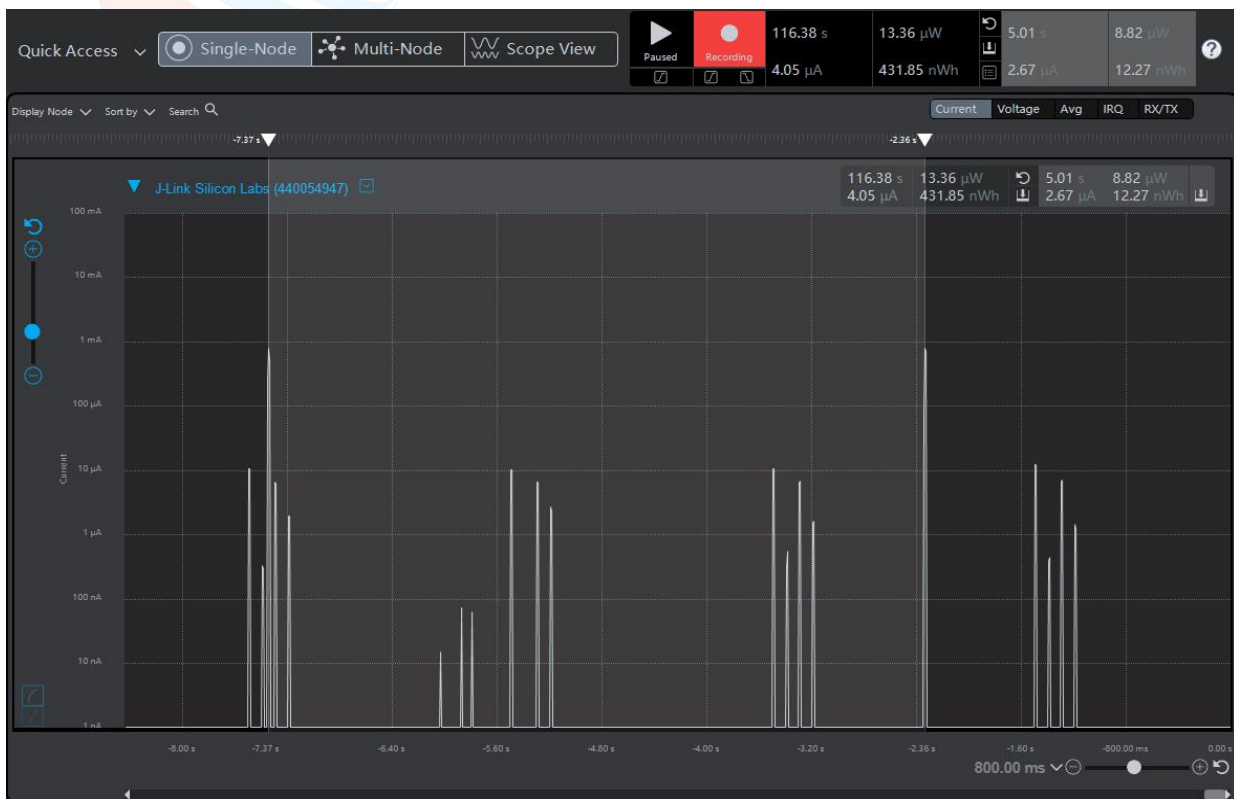 Quick Access Single-Node Multi-Node Scope View
Paused Recording
116.38 s 13.36 µW
4.05 µA 431.85 nWh
5.01 s 8.82 µW
2.67 µA 12.27 nWh
?
Display Node Sort by Search
Current Voltage Avg IRQ RX/TX
-7.37 s -2.36 s
J-Link Silicon Labs (440054947)
116.38 s 13.36 µW 5.01 s 8.82 µW
4.05 µA 431.85 nWh 2.67 µA 12.27 nWh
100 mA
10 mA
1 mA
100 µA
Current
10 µA
1 µA
100 nA
10 nA
1 nA
-8.00 s -7.37 s -6.40 s -5.60 s -4.80 s -4.00 s -3.20 s -2.36 s -1.60 s -800.00 ms 0.00 s
800.00 ms